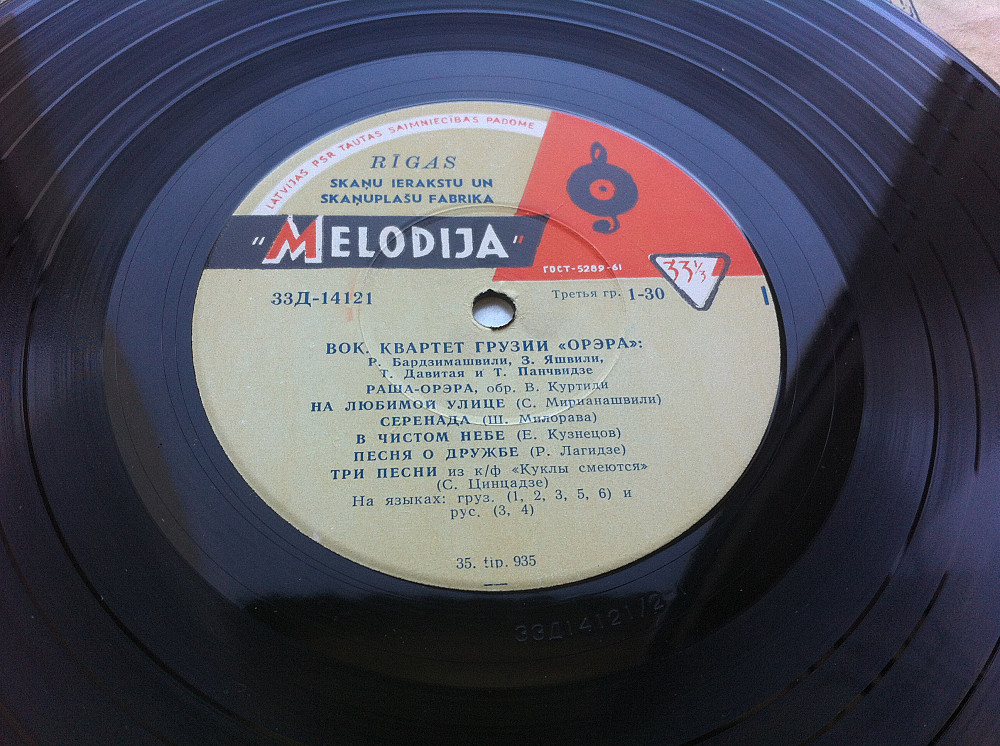 LATVIJAS PSR TAUTAS SAIMNIECĪBAS PADOME
RĪGAS
SKAŅU IERAKSTU UN
SKAŅUPLAŠU FABRIKA
"MELODIJA"
ГОСТ-5289-61
33⅓
33Д-14121
Третья гр. 1-30
I
ВОК. КВАРТЕТ ГРУЗИИ «ОРЭРА»:
Р. Бардзимашвили, З. Яшвили,
Т. Давитая и Т. Панчвидзе
РАША-ОРЭРА, обр. В. Куртиди
НА ЛЮБИМОЙ УЛИЦЕ (С. Мирианашвили)
СЕРЕНАДА (Ш. Милорава)
В ЧИСТОМ НЕБЕ (Е. Кузнецов)
ПЕСНЯ О ДРУЖБЕ (Р. Лагидзе)
ТРИ ПЕСНИ из к/ф «Куклы смеются»
(С. Цинцадзе)
На языках: груз. (1, 2, 3, 5, 6) и
рус. (3, 4)
35. tip. 935
33Д14121/2-1